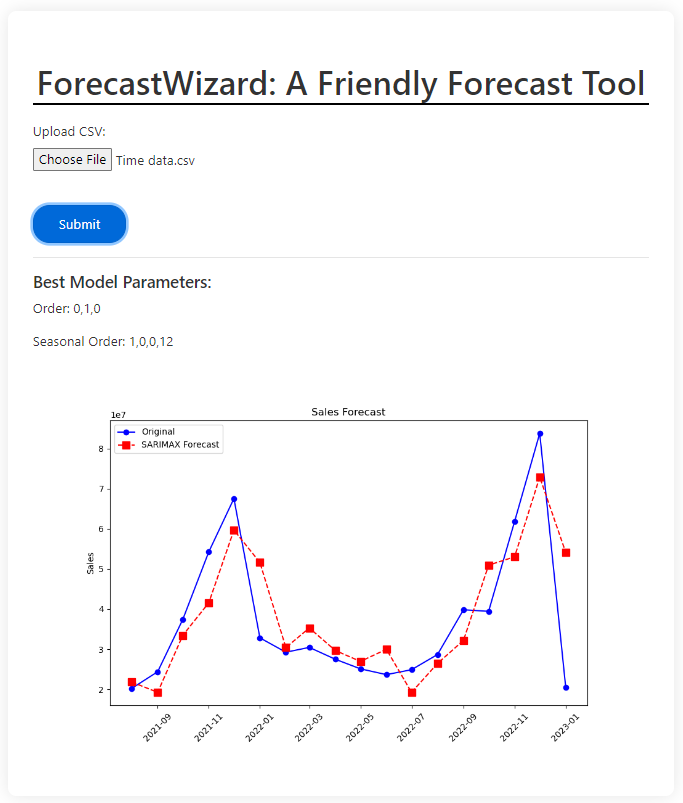 ForecastWizard: A Friendly Forecast Tool
Upload CSV:
Choose File Time data.csv
Submit
Best Model Parameters:
Order: 0,1,0
Seasonal Order: 1,0,0,12
Sales Forecast
1e7
Original
SARIMAX Forecast
8
7
6
5
4
3
2
Sales
2021-09
2021-11
2022-01
2022-03
2022-05
2022-07
2022-09
2022-11
2023-01